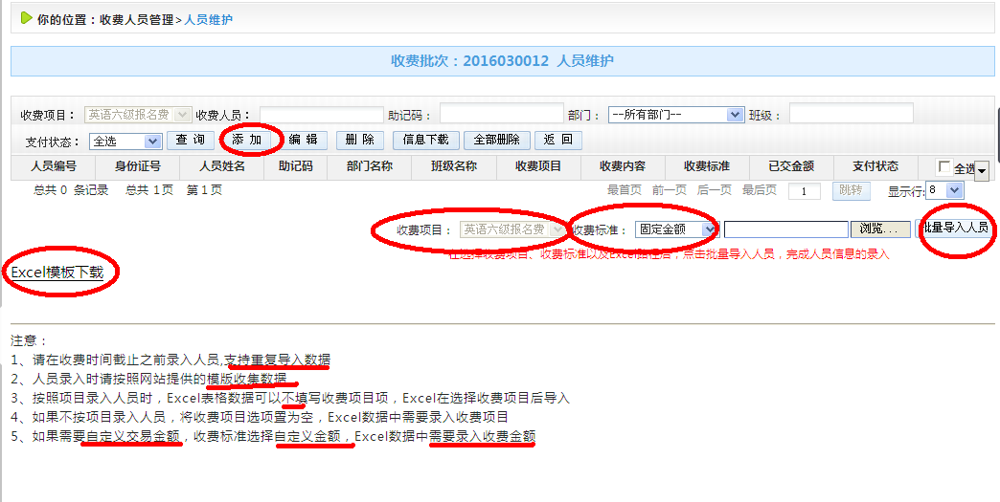 你的位置：收费人员管理>人员维护
收费批次：2016030012 人员维护
收费项目： 英语六级报名费 收费人员： 助记码： 部门： --所有部门-- 班级：
支付状态： 全选 查 询 添 加 编 辑 删 除 信息下载 全部删除 返 回
人员编号 身份证号 人员姓名 助记码 部门名称 班级名称 收费项目 收费内容 收费标准 已交金额 支付状态 全选
总共 0 条记录 总共 1 页 第 1 页 最首页 前一页 后一页 最后页 1 跳转 显示行: 8
收费项目： 英语六级报名费 收费标准： 固定金额 浏览... 批量导入人员
在选择收费项目、收费标准以及Excel路径后，点击批量导入人员，完成人员信息的录入
Excel模板下载
注意：
1、请在收费时间截止之前录入人员,支持重复导入数据
2、人员录入时请按照网站提供的模版收集数据
3、按照项目录入人员时，Excel表格数据可以不填写收费项目项，Excel在选择收费项目后导入
4、如果不按项目录入人员，将收费项目选项置为空，Excel数据中需要录入收费项目
5、如果需要自定义交易金额，收费标准选择自定义金额，Excel数据中需要录入收费金额